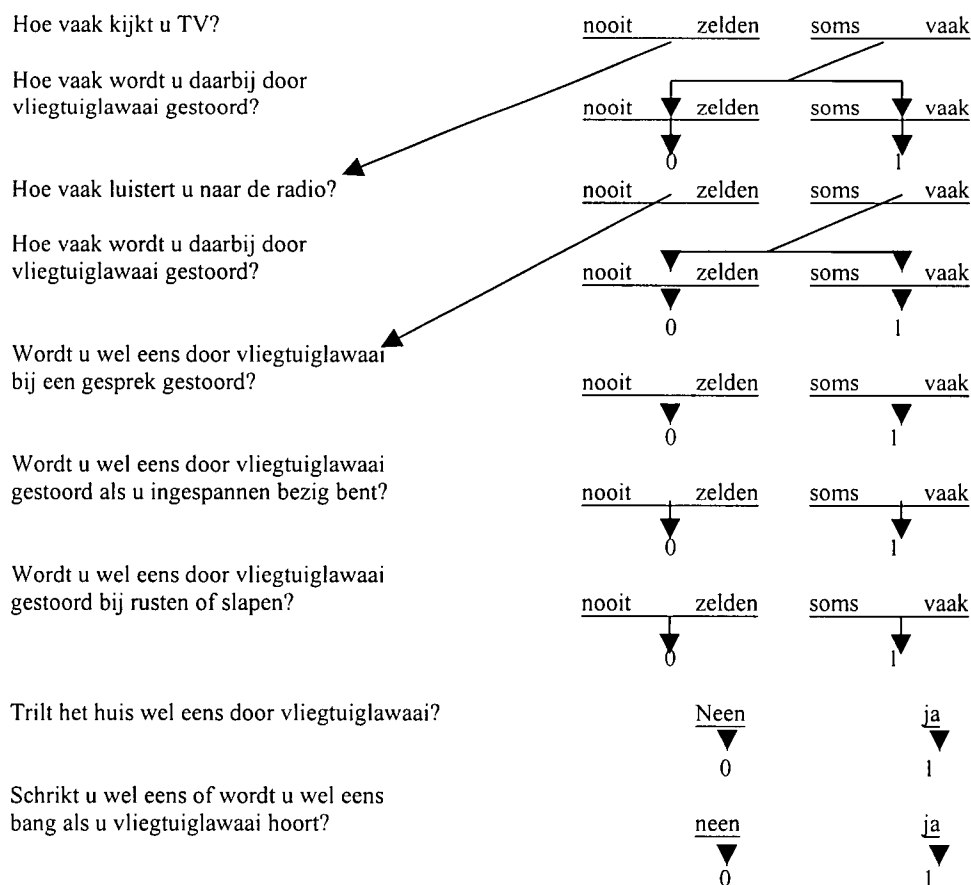 Hoe vaak kijkt u TV? nooit zelden soms vaak
Hoe vaak wordt u daarbij door
vliegtuiglawaai gestoord? nooit zelden soms vaak
0 1
Hoe vaak luistert u naar de radio? nooit zelden soms vaak
Hoe vaak wordt u daarbij door
vliegtuiglawaai gestoord? nooit zelden soms vaak
0 1
Wordt u wel eens door vliegtuiglawaai
bij een gesprek gestoord? nooit zelden soms vaak
0 1
Wordt u wel eens door vliegtuiglawaai
gestoord als u ingespannen bezig bent? nooit zelden soms vaak
0 1
Wordt u wel eens door vliegtuiglawaai
gestoord bij rusten of slapen? nooit zelden soms vaak
0 1
Trilt het huis wel eens door vliegtuiglawaai? Neen ja
0 1
Schrikt u wel eens of wordt u wel eens
bang als u vliegtuiglawaai hoort? neen ja
0 1